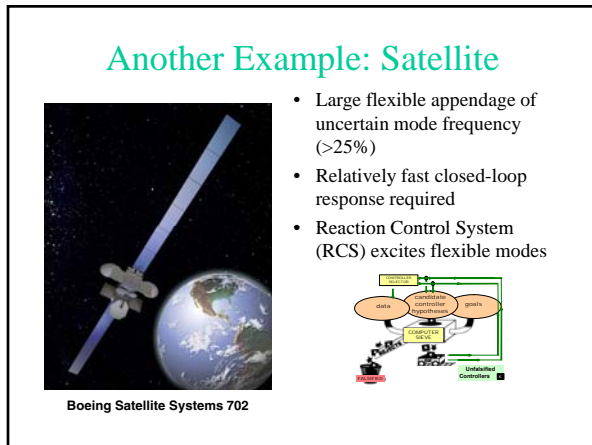 Another Example: Satellite
• Large flexible appendage of
uncertain mode frequency
(>25%)
• Relatively fast closed-loop
response required
• Reaction Control System
(RCS) excites flexible modes
CONTROLLER
SELECTOR
data
candidate
controller
hypotheses
goals
COMPUTER
SIEVE
FALSIFIED
Unfalsified
Controllers
K
Boeing Satellite Systems 702